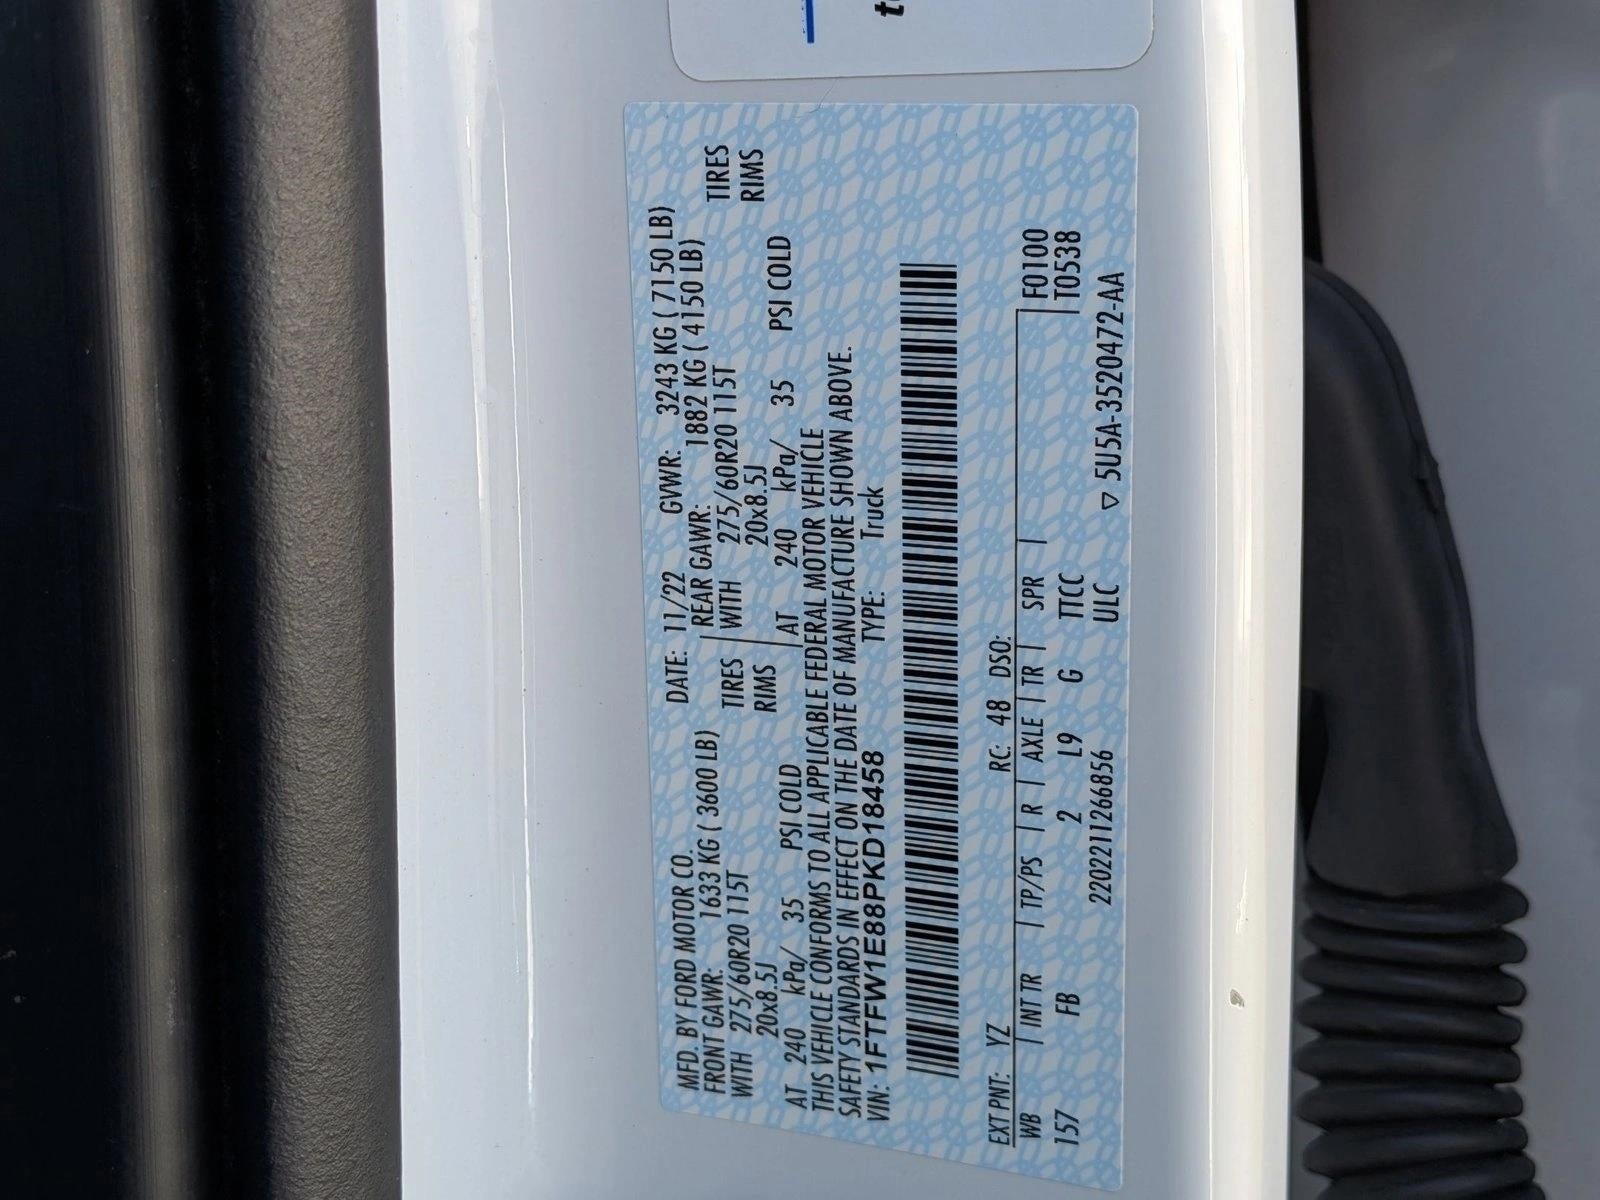 MFD. BY FORD MOTOR CO. DATE: 11/22 GVWR: 3243 KG ( 7150 LB)
FRONT GAWR: 1633 KG ( 3600 LB) REAR GAWR: 1882 KG ( 4150 LB)
WITH 275/60R20 115T TIRES WITH 275/60R20 115T TIRES
20x8.5J RIMS 20x8.5J RIMS
AT 240 kPa/ 35 PSI COLD AT 240 kPa/ 35 PSI COLD
THIS VEHICLE CONFORMS TO ALL APPLICABLE FEDERAL MOTOR VEHICLE
SAFETY STANDARDS IN EFFECT ON THE DATE OF MANUFACTURE SHOWN ABOVE.
VIN: 1FTFW1E88PKD18458 TYPE: Truck
EXT PNT: YZ RC: 48 DSO:
WB | INT TR | TP/PS | R | AXLE | TR | SPR | F0100
157 FB 2 L9 G TTCC T0538
2202211266856 ULC ▽ 5U5A-3520472-AA